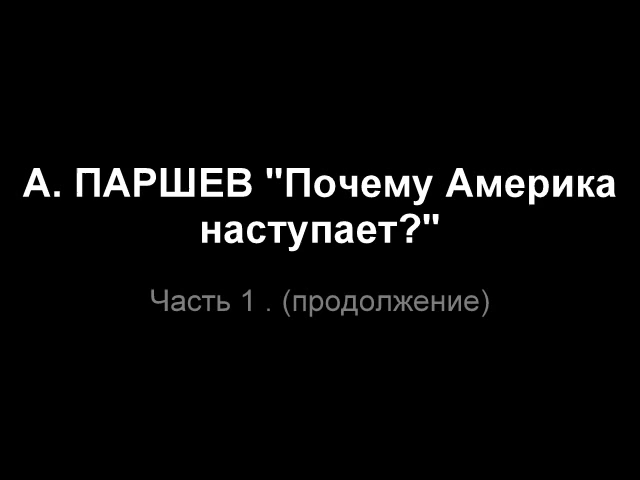 А. ПАРШЕВ "Почему Америка
наступает?"
Часть 1 . (продолжение)